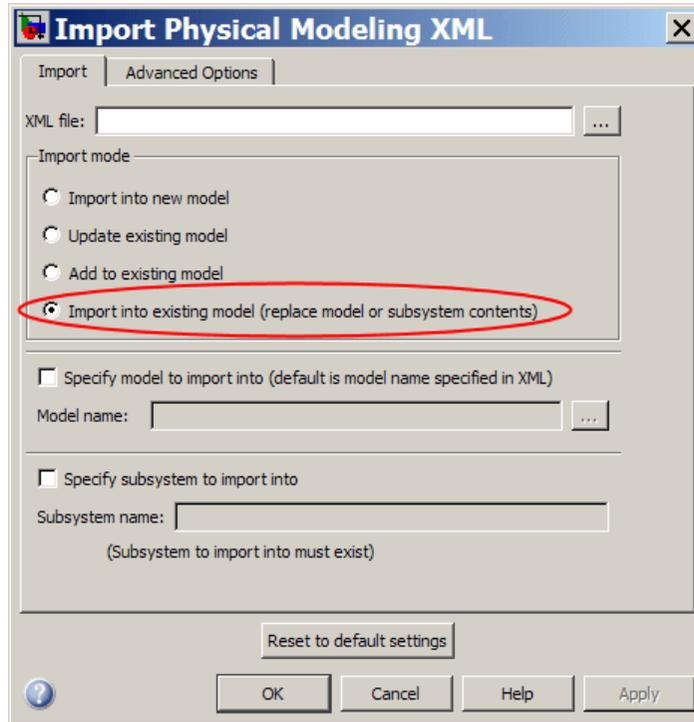 Import Physical Modeling XML
Import
Advanced Options
XML file:
...
Import mode
Import into new model
Update existing model
Add to existing model
Import into existing model (replace model or subsystem contents)
Specify model to import into (default is model name specified in XML)
Model name:
...
Specify subsystem to import into
Subsystem name:
(Subsystem to import into must exist)
Reset to default settings
?
OK
Cancel
Help
Apply